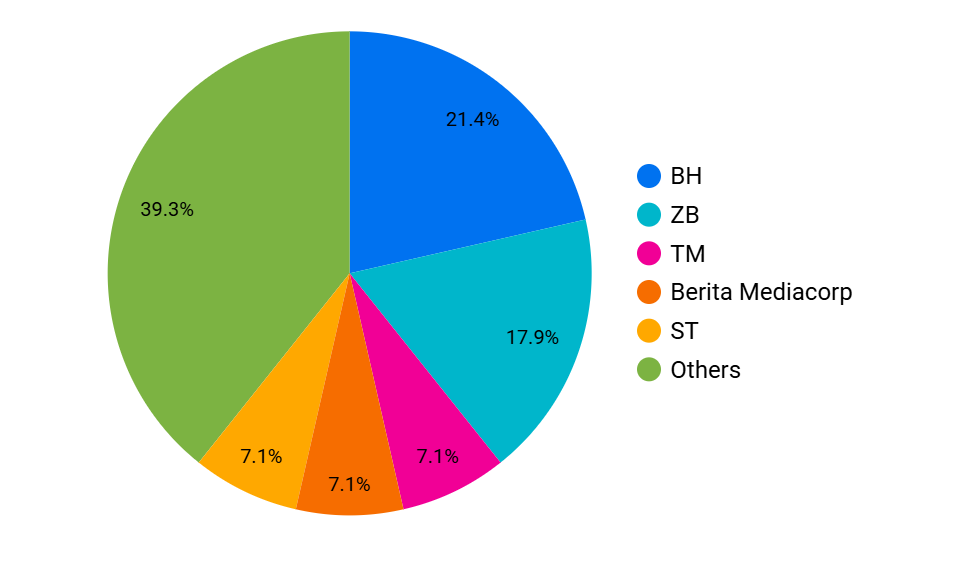 21.4%
39.3%
17.9%
7.1%
7.1%
7.1%
BH
ZB
TM
Berita Mediacorp
ST
Others